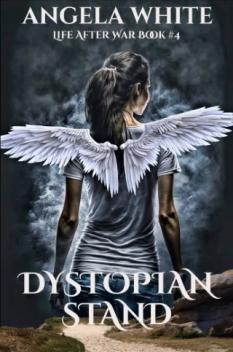 ANGELA WHITE
LIFE AFTER WAR BOOK #4
DYSTOPIAN
STAND